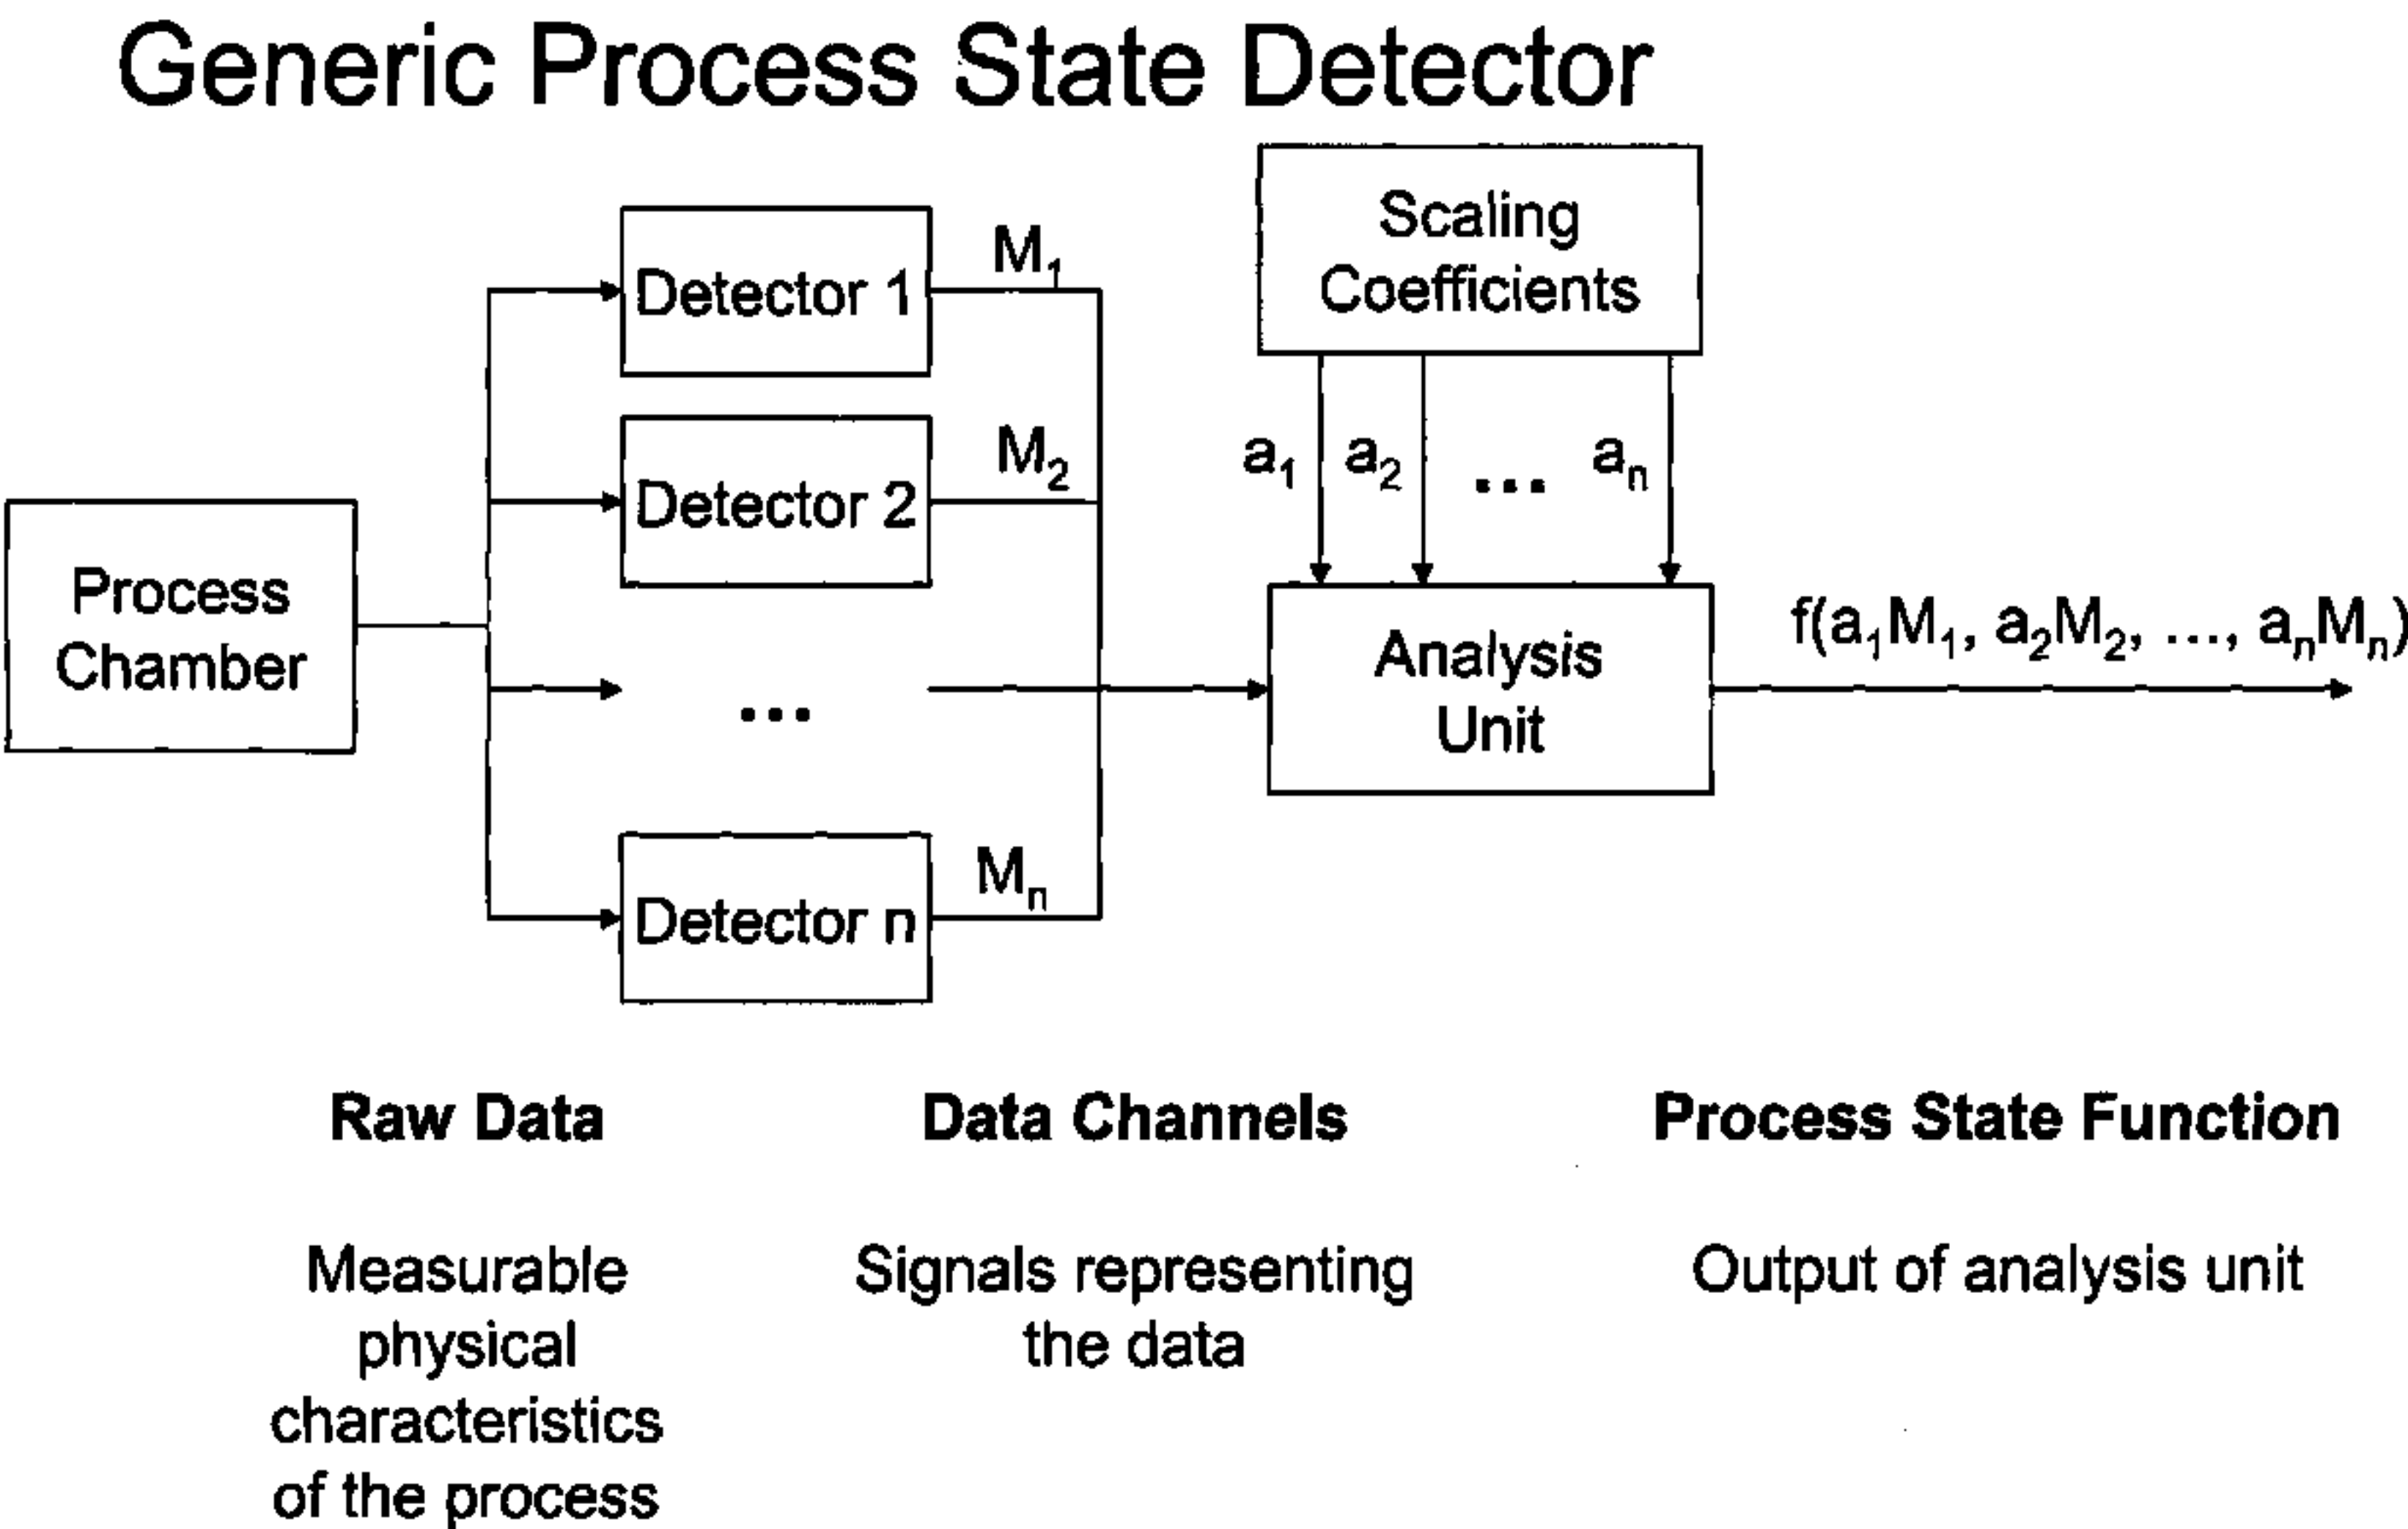 Generic Process State Detector
Scaling
Coefficients
Detector 1
M₁
Detector 2
M₂
a₁
a₂
...
aₙ
Process
Chamber
...
Analysis
Unit
f(a₁M₁, a₂M₂, ..., aₙMₙ)
Detector n
Mₙ
Raw Data
Measurable
physical
characteristics
of the process
Data Channels
Signals representing
the data
Process State Function
Output of analysis unit